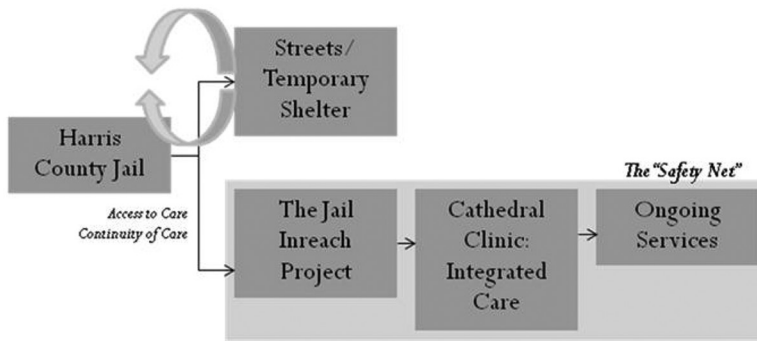 Streets/
Temporary
Shelter
Harris
County Jail
The "Safety Net"
Access to Care
Continuity of Care
The Jail
Inreach
Project
Cathedral
Clinic:
Integrated
Care
Ongoing
Services